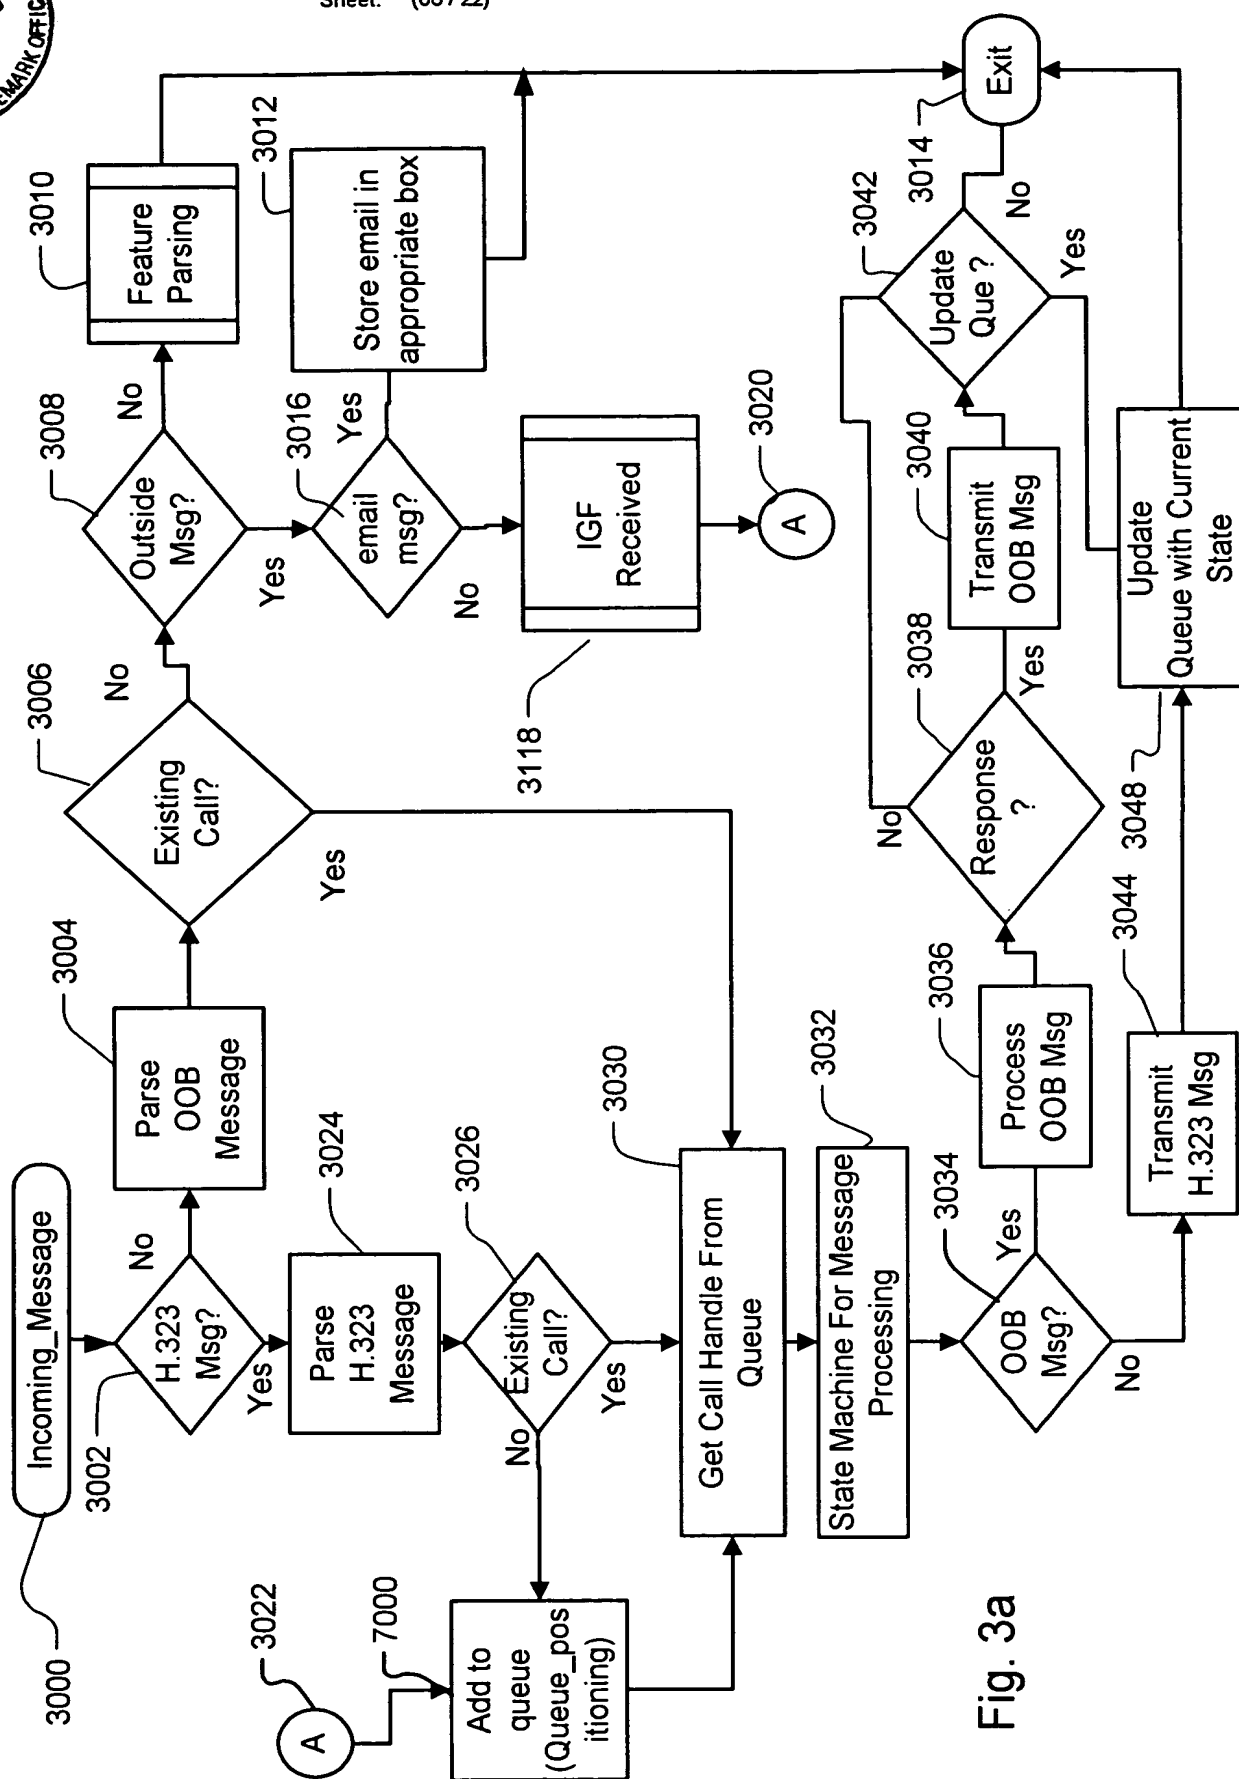 Sheet:
EMARK OFFIC
Fig. 3a
3000
Incoming_Message
3002
H.323
Msg?
No
Yes
3004
Parse
OOB
Message
3006
Existing
Call?
No
Yes
3008
Outside
Msg?
No
Yes
3010
Feature
Parsing
3012
Store email in
appropriate box
3016
email
msg?
Yes
No
3118
IGF
Received
3020
A
3014
Exit
3022
A
7000
Add to
queue
(Queue_pos
itioning)
3024
Parse
H.323
Message
3026
Existing
Call?
No
Yes
3030
Get Call Handle From
Queue
3032
State Machine For Message
Processing
3034
OOB
Msg?
Yes
No
3036
Process
OOB Msg
3038
Response
?
No
Yes
3040
Transmit
OOB Msg
3042
Update
Que ?
No
Yes
3044
Transmit
H.323 Msg
3048
Update
Queue with Current
State